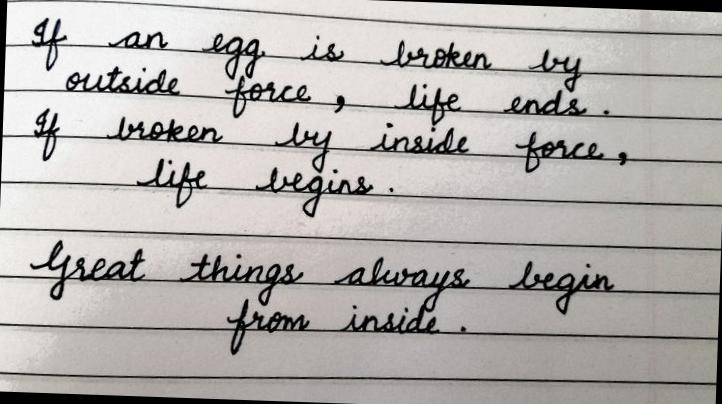 If an egg is broken by
outside force, life ends.
If broken by inside force,
life begins.
Great things always begin
from inside.